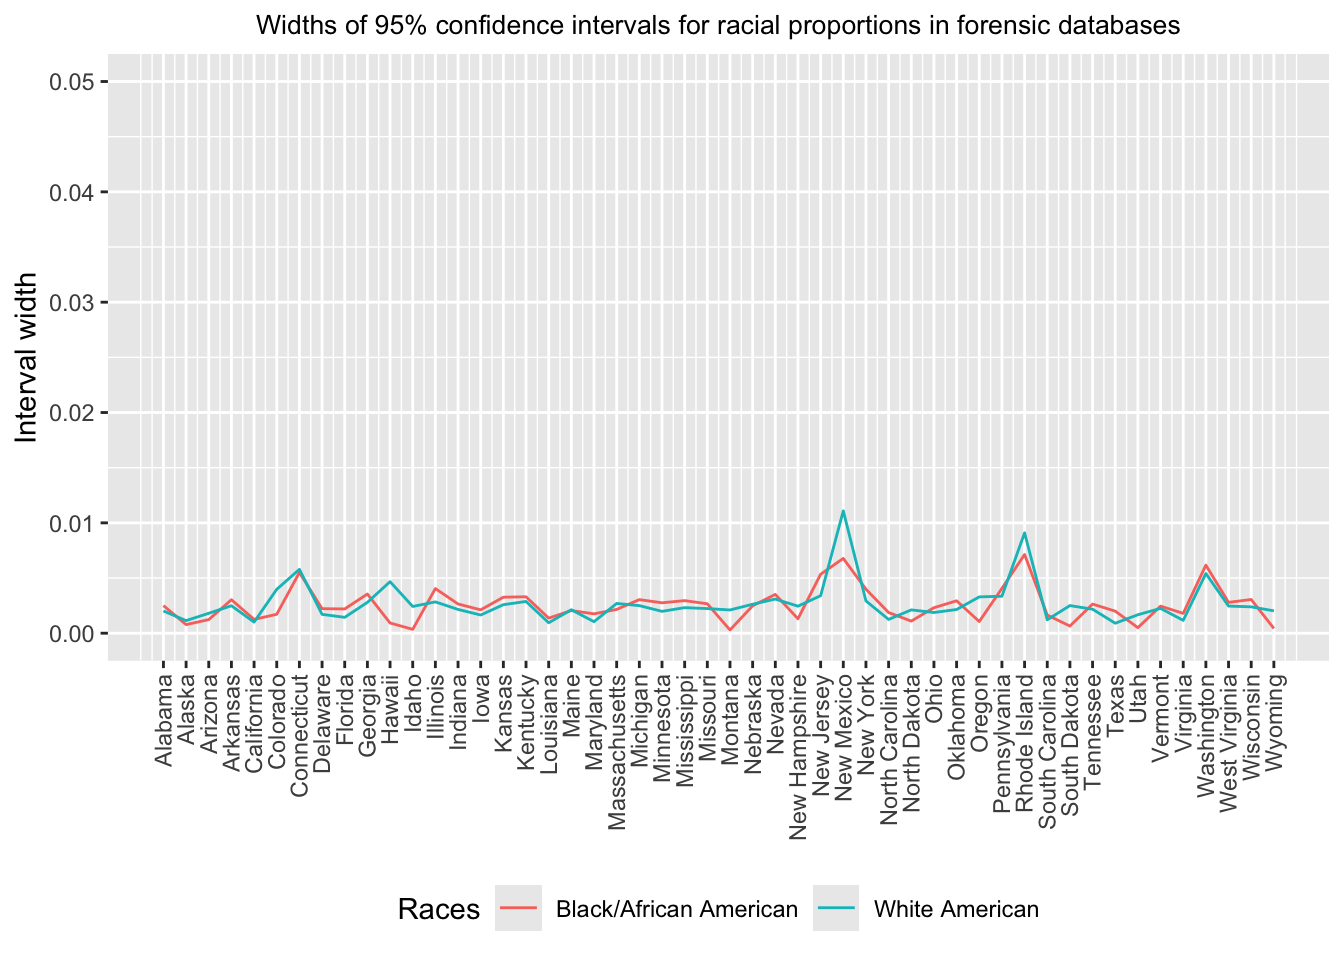 Widths of 95% confidence intervals for racial proportions in forensic databases
Interval width
0.05
0.04
0.03
0.02
0.01
0.00
Alabama
Alaska
Arizona
Arkansas
California
Colorado
Connecticut
Delaware
Florida
Georgia
Hawaii
Idaho
Illinois
Indiana
Iowa
Kansas
Kentucky
Louisiana
Maine
Maryland
Massachusetts
Michigan
Minnesota
Mississippi
Missouri
Montana
Nebraska
Nevada
New Hampshire
New Jersey
New Mexico
New York
North Carolina
North Dakota
Ohio
Oklahoma
Oregon
Pennsylvania
Rhode Island
South Carolina
South Dakota
Tennessee
Texas
Utah
Vermont
Virginia
Washington
West Virginia
Wisconsin
Wyoming
Races Black/African American White American